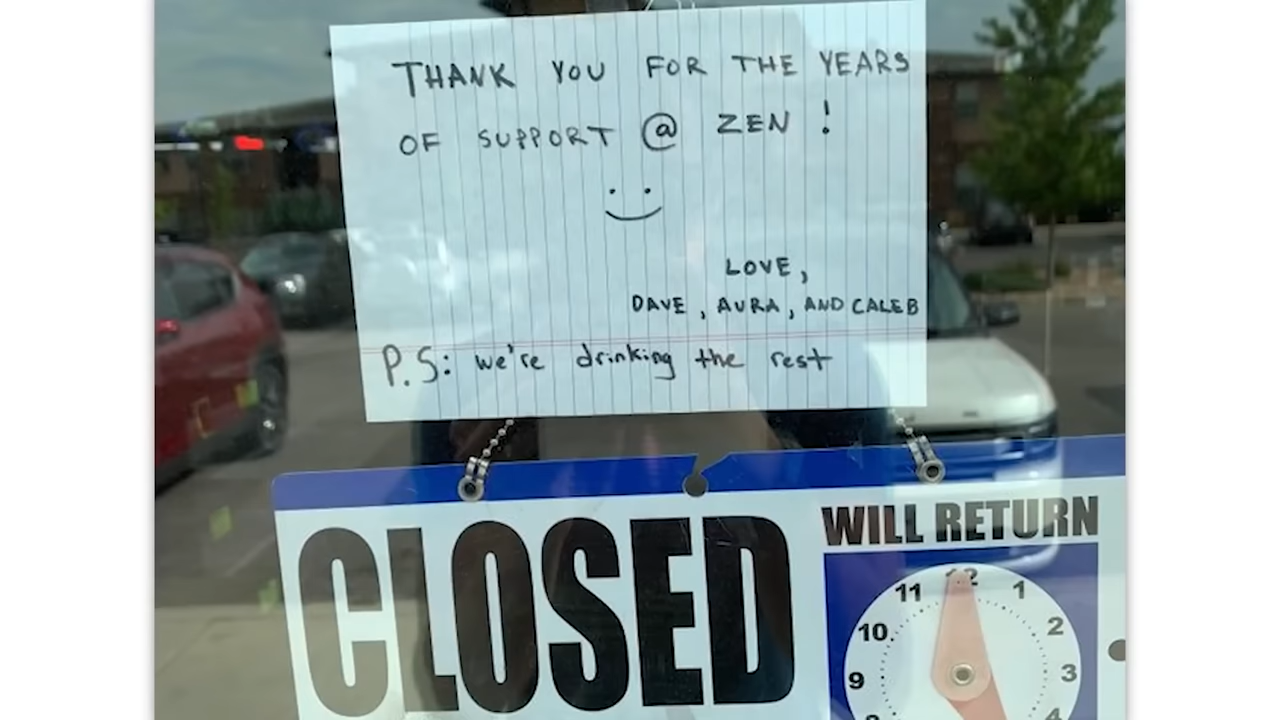 THANK YOU FOR THE YEARS
OF SUPPORT @ ZEN !
LOVE,
DAVE, AURA, AND CALEB
P.S: we're drinking the rest
CLOSED
WILL RETURN
11 12 1
10 2
9 3
8 4